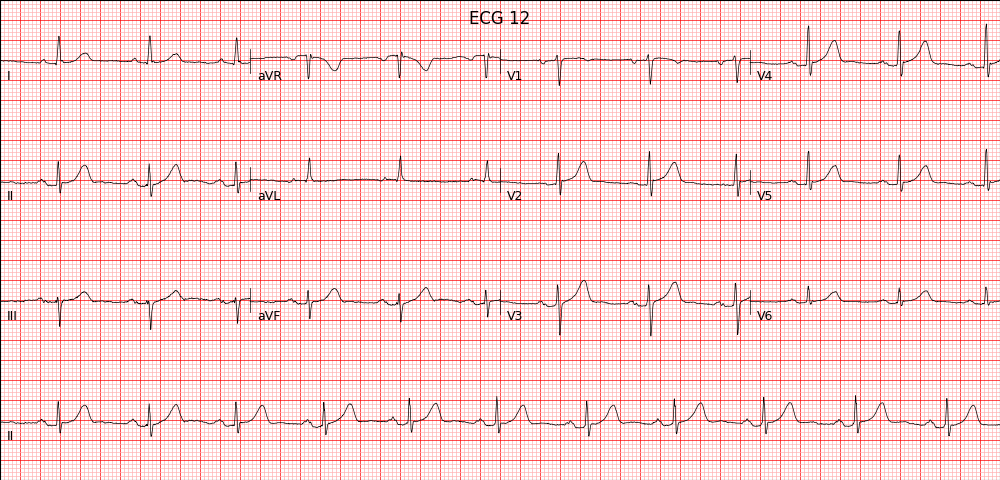 ECG 12
I aVR V1 V4
II aVL V2 V5
III aVF V3 V6
II